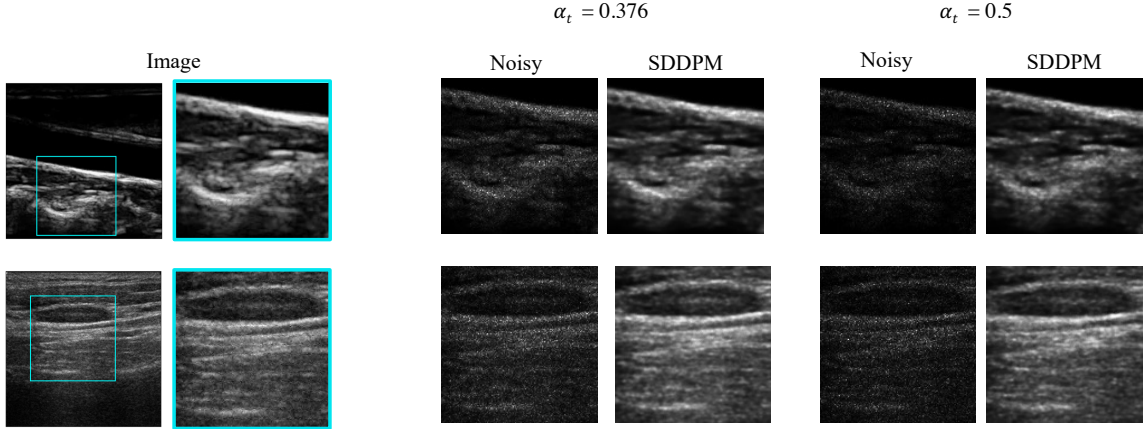 α_t = 0.376
α_t = 0.5
Image
Noisy
SDDPM
Noisy
SDDPM